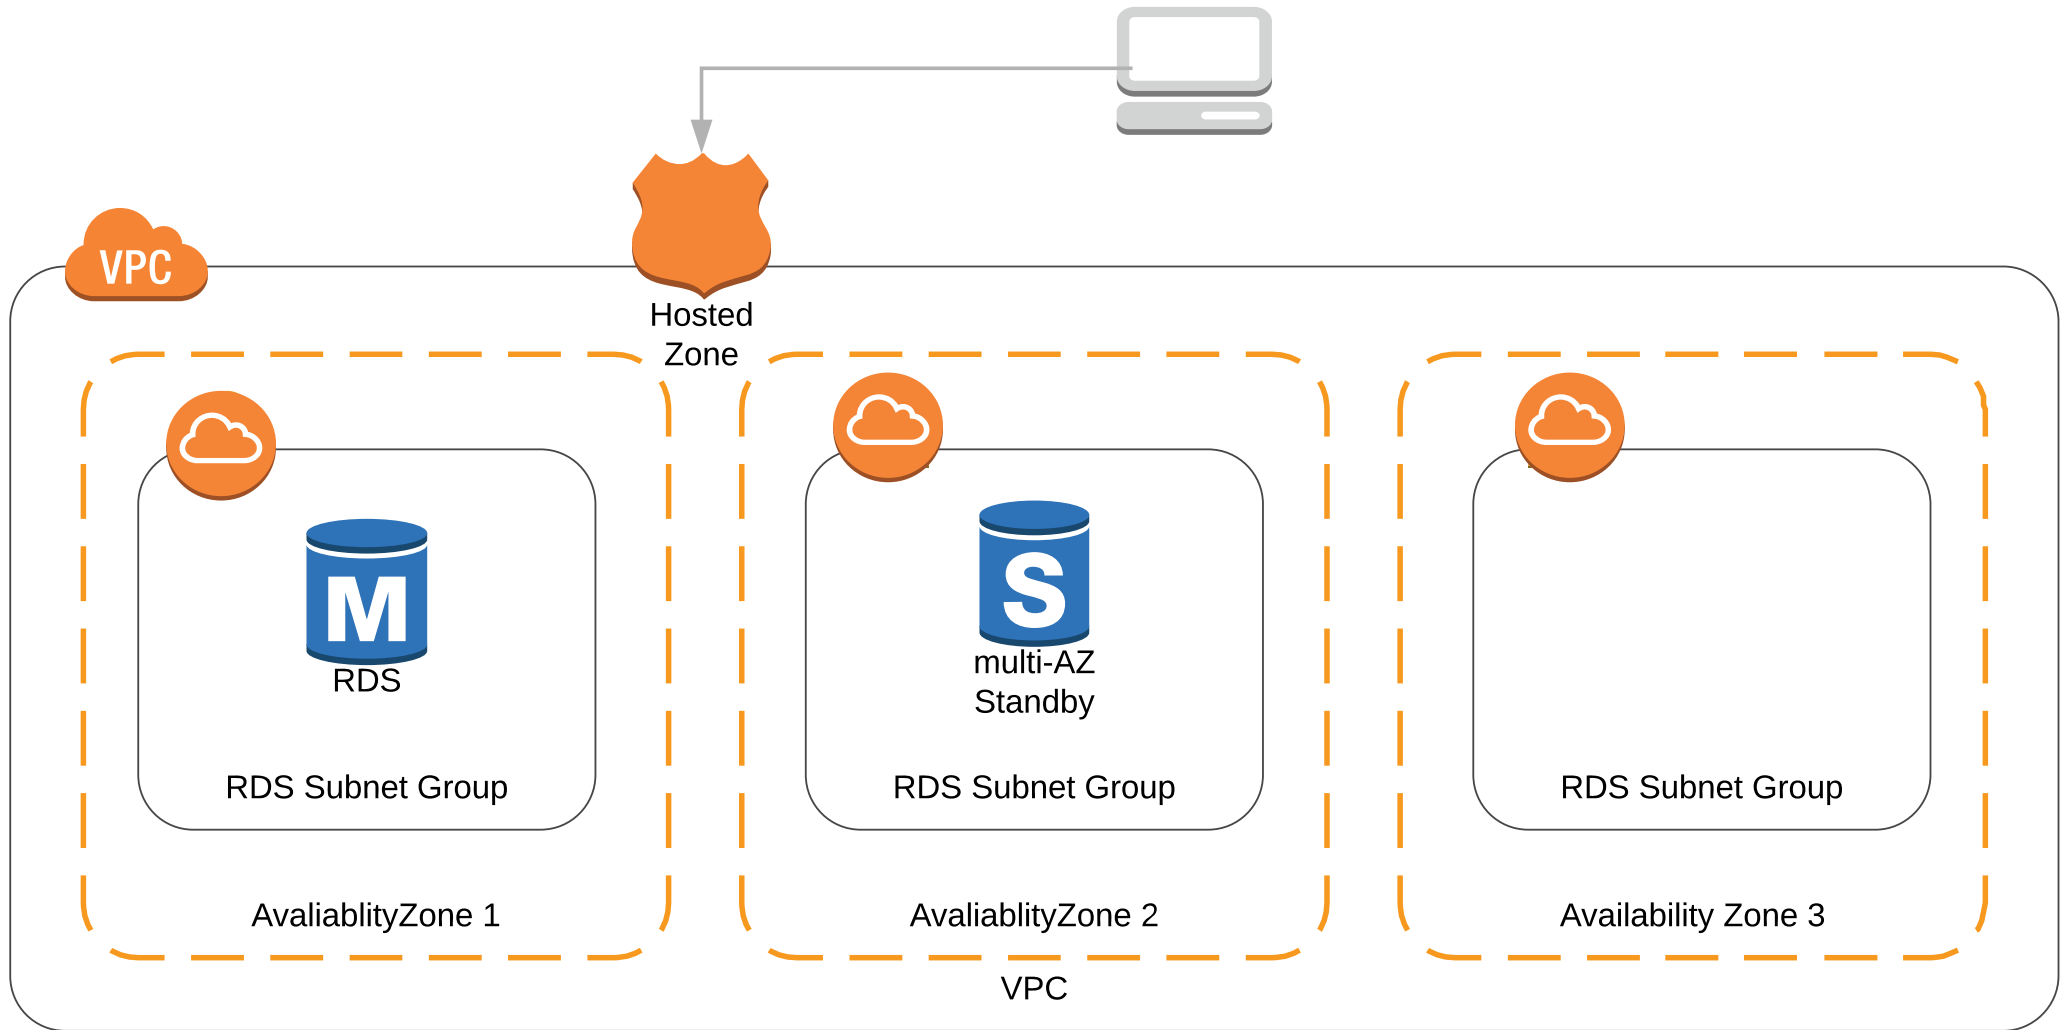 VPC
Hosted
Zone
M
RDS
RDS Subnet Group
AvaliablityZone 1
S
multi-AZ
Standby
RDS Subnet Group
AvaliablityZone 2
RDS Subnet Group
Availability Zone 3
VPC